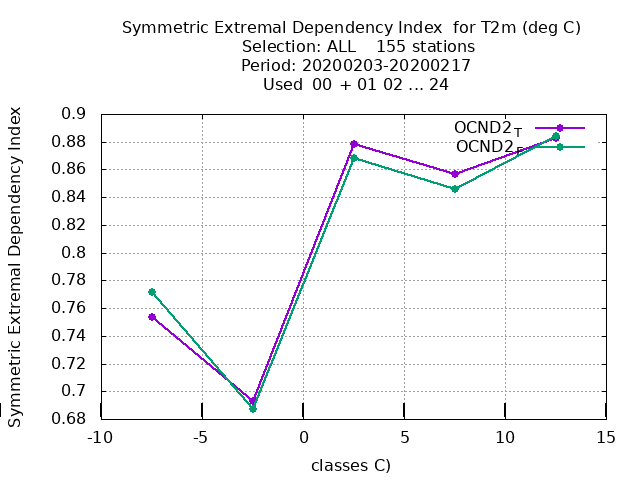 Symmetric Extremal Dependency Index for T2m (deg C)
Selection: ALL 155 stations
Period: 20200203-20200217
Used 00 + 01 02 ... 24
Symmetric Extremal Dependency Index
0.9
0.88
0.86
0.84
0.82
0.8
0.78
0.76
0.74
0.72
0.7
0.68
OCND2T
OCND2F
-10 -5 0 5 10 15
classes C)